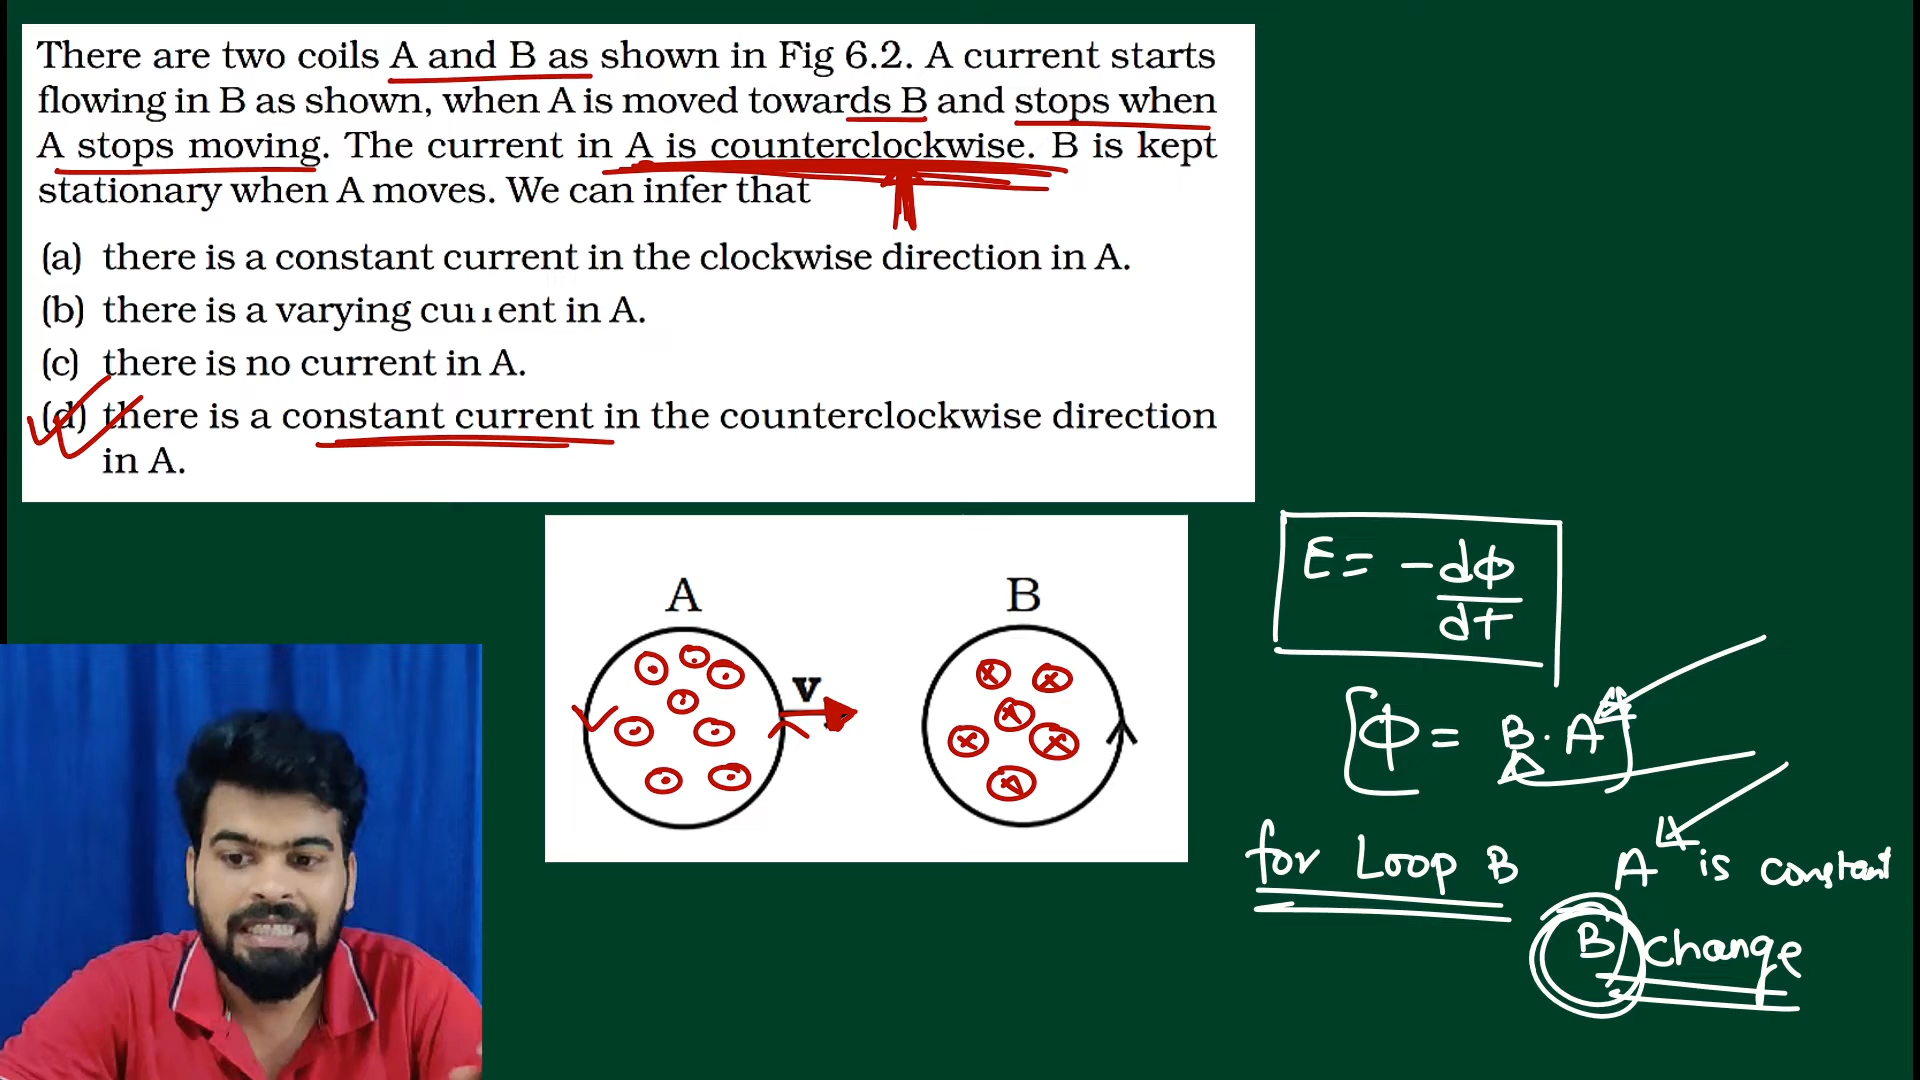 There are two coils A and B as shown in Fig 6.2. A current starts
flowing in B as shown, when A is moved towards B and stops when
A stops moving. The current in A is counterclockwise. B is kept
stationary when A moves. We can infer that
(a) there is a constant current in the clockwise direction in A.
(b) there is a varying current in A.
(c) there is no current in A.
(d) there is a constant current in the counterclockwise direction
in A.
A
B
v
E = -dφ
dt
φ = B . A
for Loop B
A is constant
B change